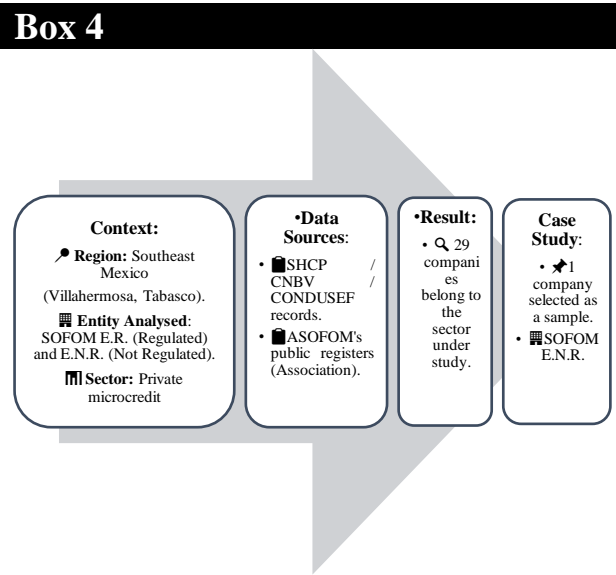 Box 4
Context:
Region: Southeast
Mexico
(Villahermosa, Tabasco).
Entity Analysed:
SOFOM E.R. (Regulated)
and E.N.R. (Not Regulated).
Sector: Private
microcredit
•Data
Sources:
• SHCP /
CNBV /
CONDUSEF
records.
• ASOFOM's
public registers
(Association).
•Result:
• 29
compani
es
belong to
the
sector
under
study.
Case
Study:
• 1
company
selected as
a sample.
• SOFOM
E.N.R.